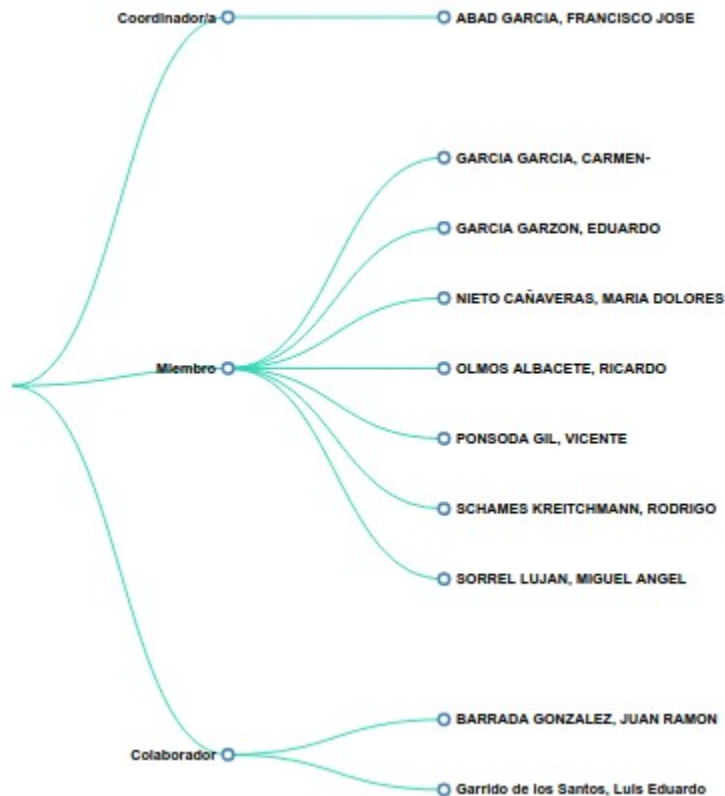 Coordinador/a
ABAD GARCIA, FRANCISCO JOSE
GARCIA GARCIA, CARMEN-
GARCIA GARZON, EDUARDO
NIETO CAÑAVERAS, MARIA DOLORES
Miembro
OLMOS ALBACETE, RICARDO
PONSODA GIL, VICENTE
SCHAMES KREITCHMANN, RODRIGO
SORREL LUJAN, MIGUEL ANGEL
Colaborador
BARRADA GONZALEZ, JUAN RAMON
Garrido de los Santos, Luis Eduardo